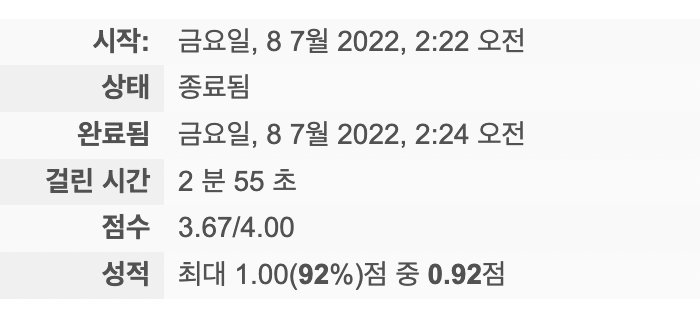 시작: 금요일, 8 7월 2022, 2:22 오전
상태 종료됨
완료됨 금요일, 8 7월 2022, 2:24 오전
걸린 시간 2 분 55 초
점수 3.67/4.00
성적 최대 1.00(92%)점 중 0.92점